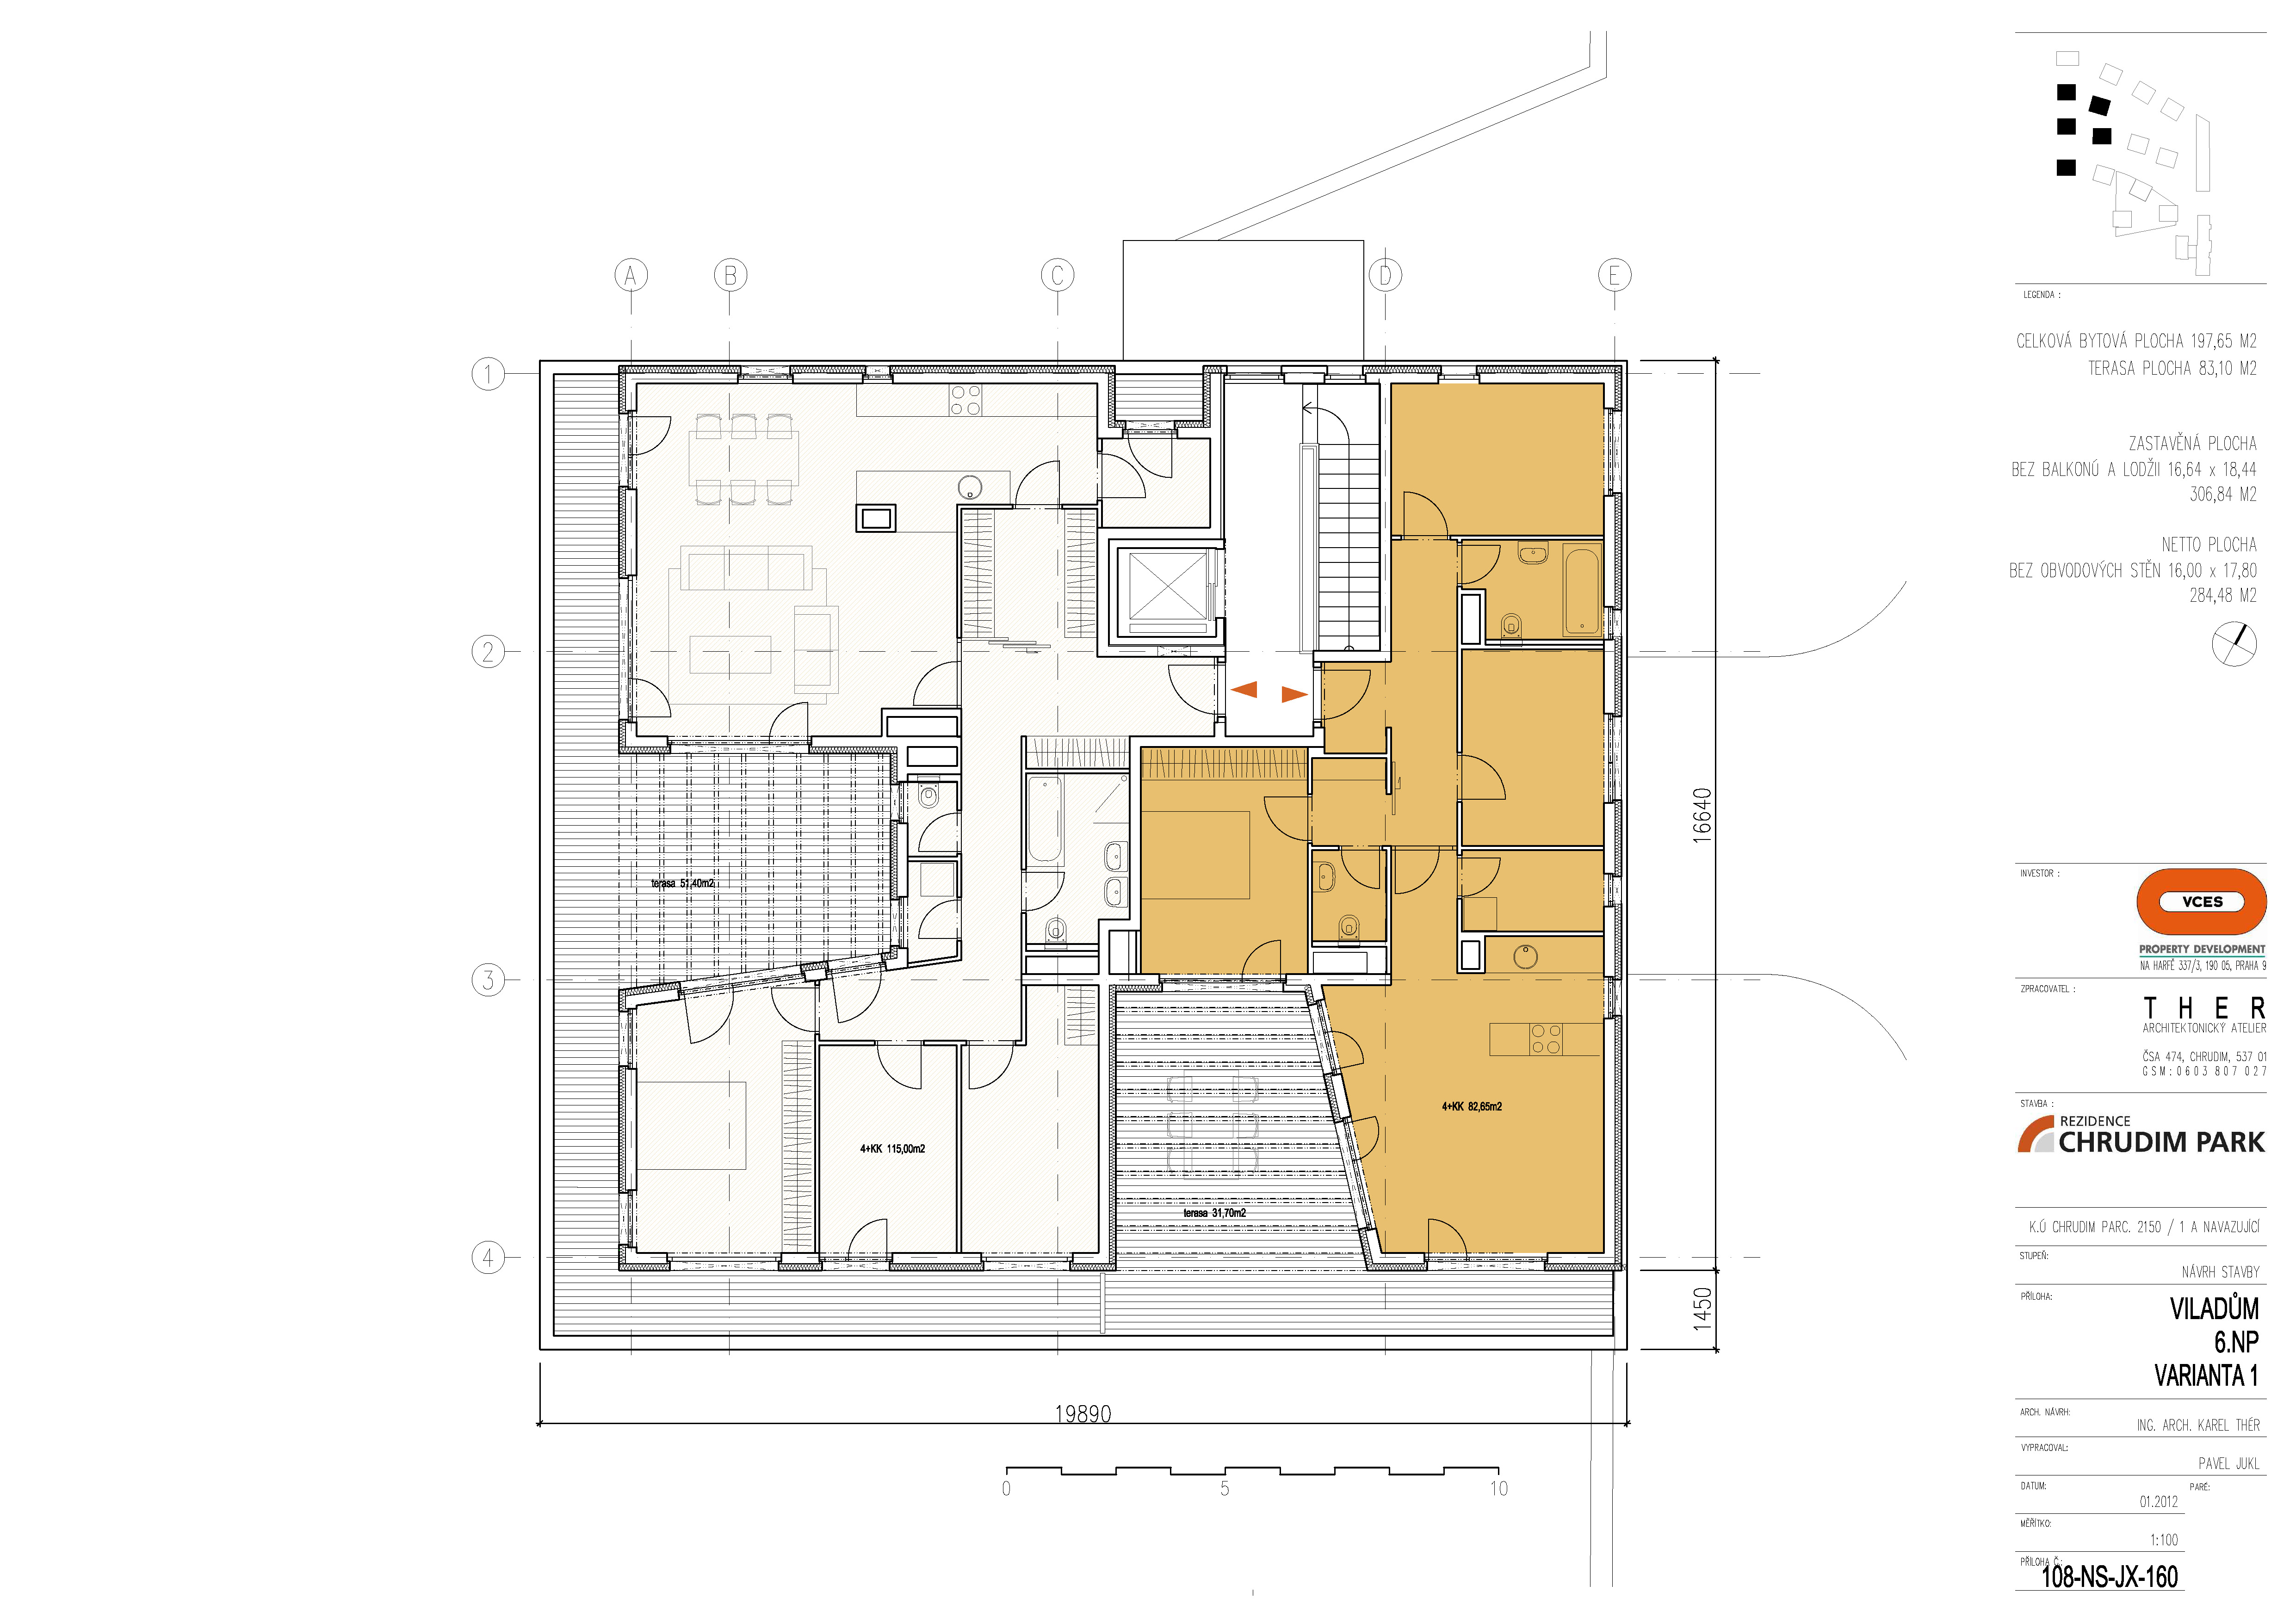 A
B
C
D
E
1
2
3
4
terasa  51,40m2
4+KK  115,00m2
terasa  31,70m2
4+KK  82,65m2
16640
1450
19890
0
5
10
LEGENDA :
CELKOVÁ BYTOVÁ PLOCHA 197,65 M2
TERASA PLOCHA 83,10 M2
ZASTAVĚNÁ PLOCHA
BEZ BALKONÚ A LODŽII 16,64 x 18,44
306,84 M2
NETTO PLOCHA
BEZ OBVODOVÝCH STĚN 16,00 x 17,80
284,48 M2
INVESTOR :
VCES
PROPERTY DEVELOPMENT
NA HARFĚ 337/3, 190 05, PRAHA 9
ZPRACOVATEL :
T H E R
ARCHITEKTONICKÝ ATELIER
ČSA 474, CHRUDIM, 537 01
GSM:0603 807 027
STAVBA :
REZIDENCE
CHRUDIM PARK
K.Ú CHRUDIM PARC. 2150 / 1 A NAVAZUJÍCÍ
STUPEŇ:
NÁVRH STAVBY
PŘÍLOHA:
VILADŮM
6.NP
VARIANTA 1
ARCH. NÁVRH:
ING. ARCH. KAREL THÉR
VYPRACOVAL:
PAVEL JUKL
DATUM:
PARÉ:
01.2012
MĚŘÍTKO:
1:100
PŘÍLOHA Č.:
108-NS-JX-160